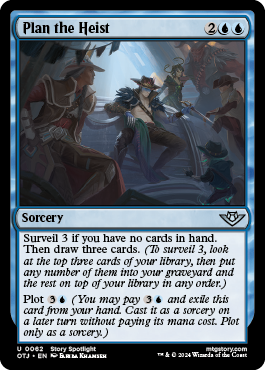 Plan the Heist 2
Sorcery
Surveil 3 if you have no cards in hand.
Then draw three cards. (To surveil 3, look
at the top three cards of your library, then put
any number of them into your graveyard and
the rest on top of your library in any order.)
Plot 3 (You may pay 3 and exile this
card from your hand. Cast it as a sorcery on
a later turn without paying its mana cost. Plot
only as a sorcery.)
U 0062 Story Spotlight mtgstory.com
OTJ • EN Borja Khamseh ™ & © 2024 Wizards of the Coast